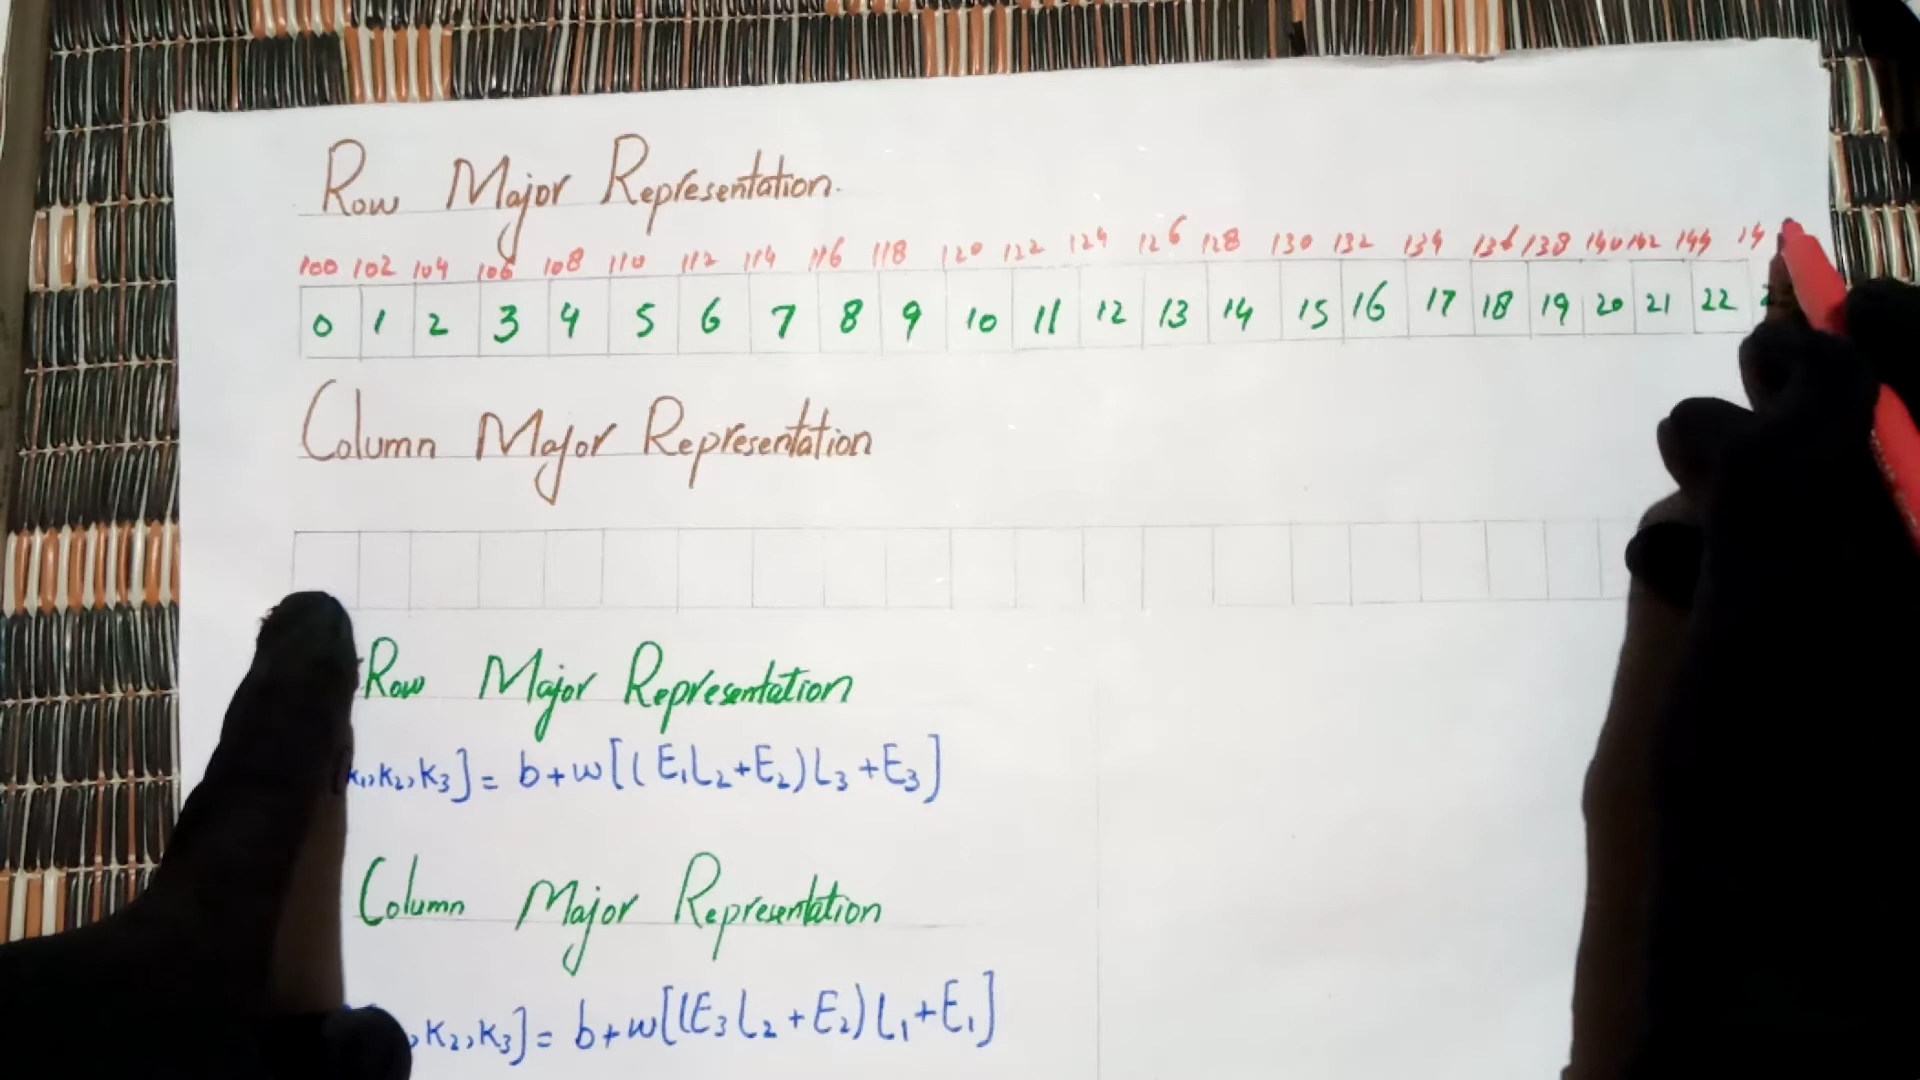 Row Major Representation.
100 102 104 106 108 110 112 114 116 118 120 122 124 126 128 130 132 134 136 138 140 142 144 14
0 1 2 3 4 5 6 7 8 9 10 11 12 13 14 15 16 17 18 19 20 21 22
Column Major Representation
Row Major Representation
K₁,K₂,K₃] = b+w[(E₁L₂+E₂)L₃+E₃]
Column Major Representation
,K₂,K₃] = b+w[(E₃L₂+E₂)L₁+E₁]